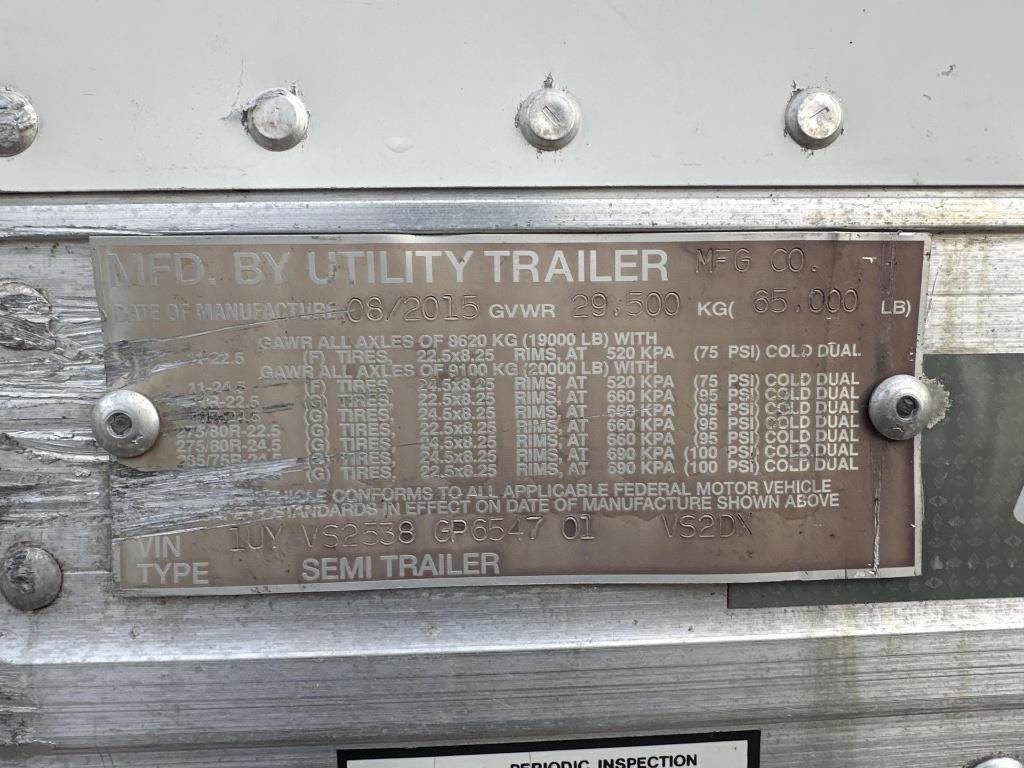 MFD. BY UTILITY TRAILER MFG CO.
DATE OF MANUFACTURE 08/2015 GVWR 29,500 KG( 65,000 LB)
GAWR ALL AXLES OF 8620 KG (19000 LB) WITH
(F) TIRES, 22.5x8.25 RIMS, AT 520 KPA (75 PSI) COLD DUAL
GAWR ALL AXLES OF 9100 KG (20000 LB) WITH
11-24.5 (F) TIRES, 24.5x8.25 RIMS, AT 520 KPA (75 PSI) COLD DUAL
(G) TIRES, 22.5x8.25 RIMS, AT 660 KPA (95 PSI) COLD DUAL
(G) TIRES, 24.5x8.25 RIMS, AT 660 KPA (95 PSI) COLD DUAL
275/80R-22.5 (G) TIRES, 22.5x8.25 RIMS, AT 660 KPA (95 PSI) COLD DUAL
275/80R-24.5 (G) TIRES, 24.5x8.25 RIMS, AT 660 KPA (95 PSI) COLD DUAL
(G) TIRES, 24.5x8.25 RIMS, AT 690 KPA (100 PSI) COLD DUAL
(G) TIRES, 22.5x8.25 RIMS, AT 690 KPA (100 PSI) COLD DUAL
VEHICLE CONFORMS TO ALL APPLICABLE FEDERAL MOTOR VEHICLE
STANDARDS IN EFFECT ON DATE OF MANUFACTURE SHOWN ABOVE
VIN 1UY VS2538 GP6547 01 VS2DX
TYPE SEMI TRAILER
PERIODIC INSPECTION